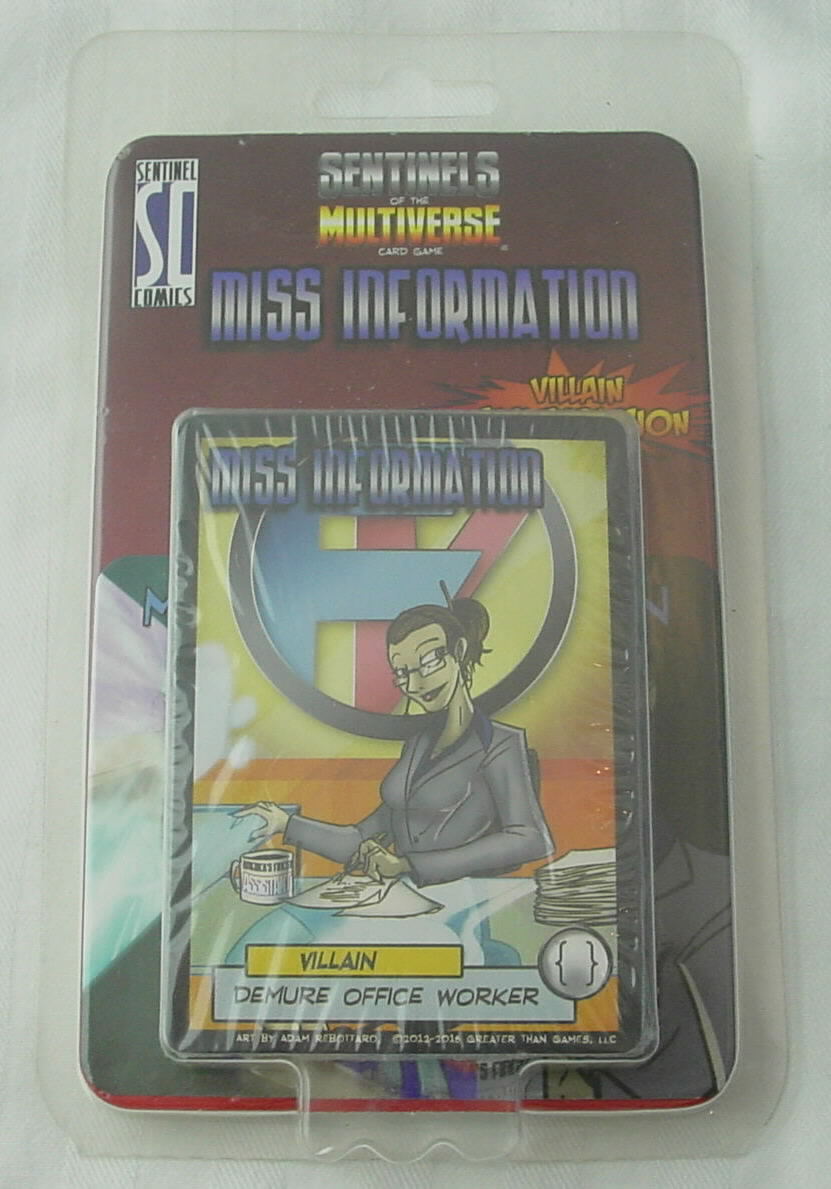 SENTINEL
SC
COMICS
SENTINELS
OF THE
MULTIVERSE
CARD GAME
MISS INFORMATION
VILLAIN
MISS INFORMATION
VILLAIN
{ }
DEMURE OFFICE WORKER
ART BY ADAM REBOTTARO, ©2012-2016 GREATER THAN GAMES, LLC